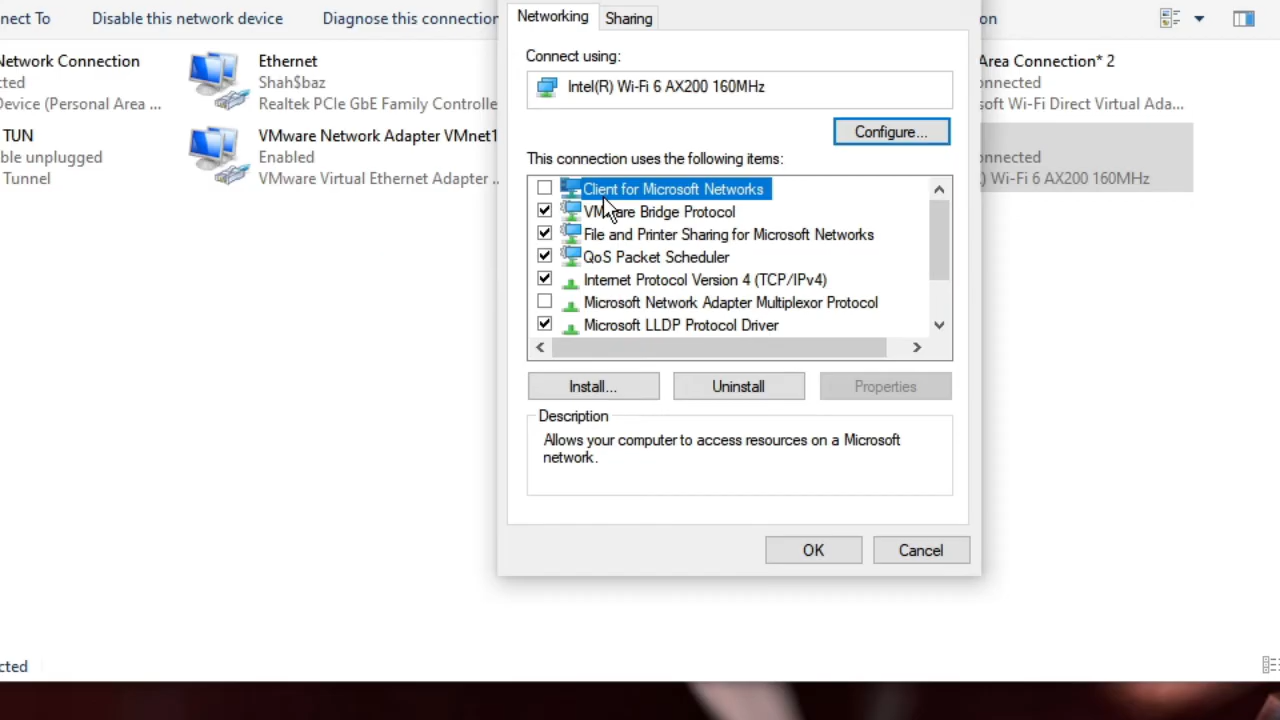 nect To
Disable this network device
Diagnose this connection
on
Networking
Sharing
Network Connection
cted
Device (Personal Area ...
Ethernet
Shah$baz
Realtek PCIe GbE Family Controlle
Connect using:
Intel(R) Wi-Fi 6 AX200 160MHz
Configure...
Area Connection* 2
onnected
soft Wi-Fi Direct Virtual Ada...
TUN
ble unplugged
Tunnel
VMware Network Adapter VMnet1
Enabled
VMware Virtual Ethernet Adapter ..
onnected
) Wi-Fi 6 AX200 160MHz
This connection uses the following items:
Client for Microsoft Networks
VMware Bridge Protocol
File and Printer Sharing for Microsoft Networks
QoS Packet Scheduler
Internet Protocol Version 4 (TCP/IPv4)
Microsoft Network Adapter Multiplexor Protocol
Microsoft LLDP Protocol Driver
Install...
Uninstall
Properties
Description
Allows your computer to access resources on a Microsoft
network.
OK
Cancel
cted